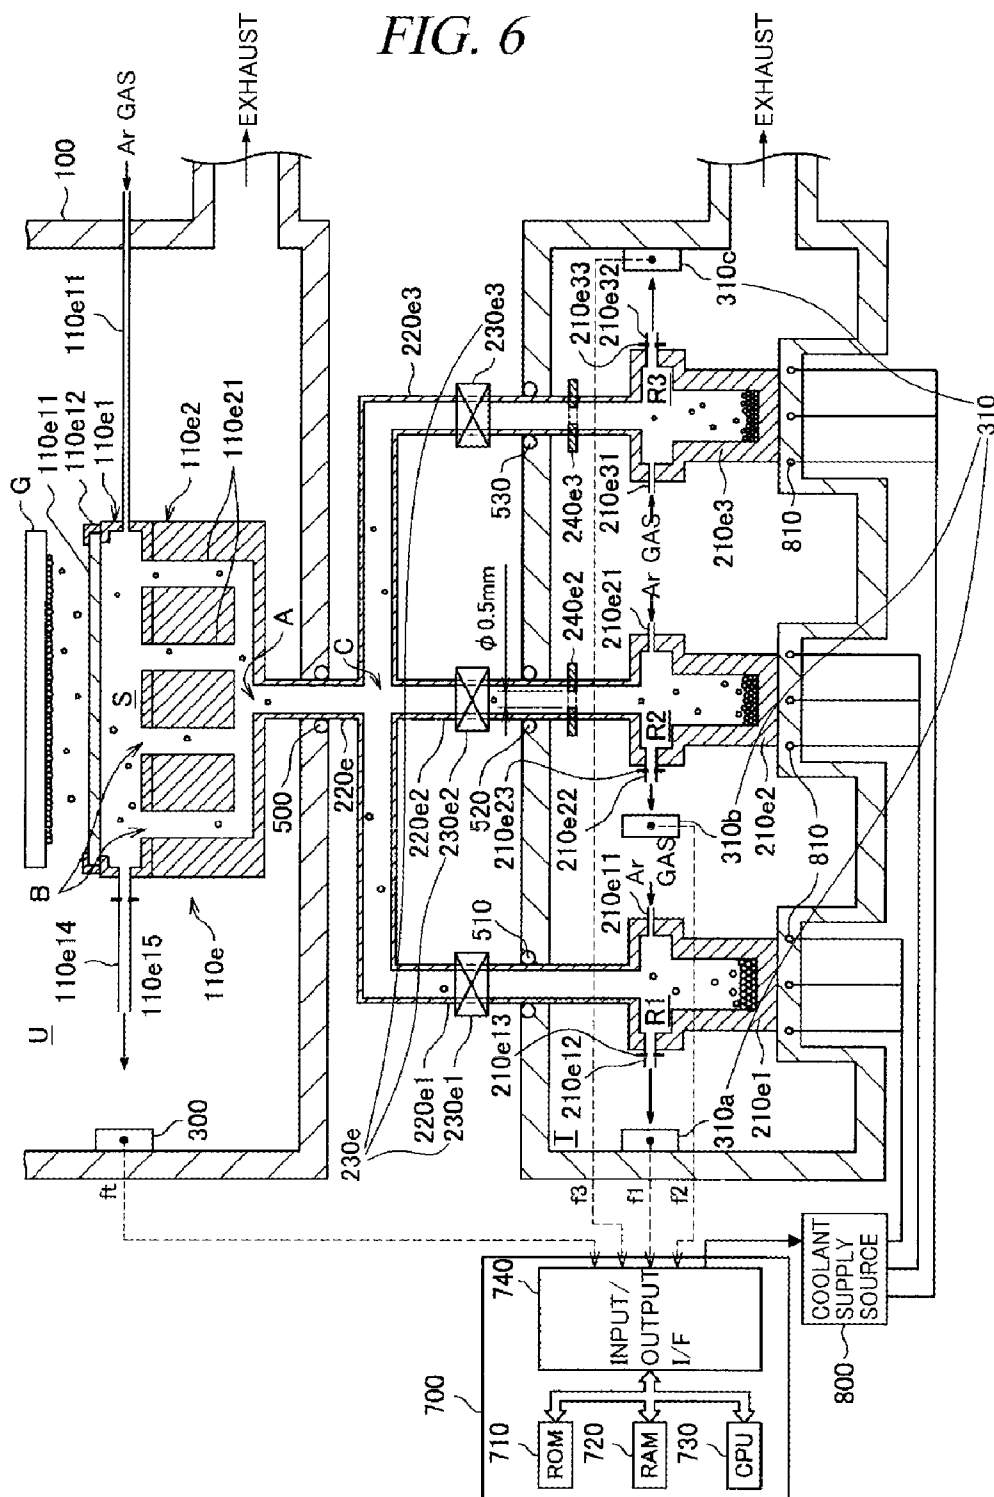 FIG. 6
EXHAUST
Ar GAS
100
110e11
G
110e11
110e12
110e1
110e2
110e21
S
A
B
110e14
110e15
110e
U
300
ft
500
220e
C
220e3
230e3
220e2
230e2
220e1
230e1
230e
φ0.5mm
530
520
510
240e3
240e2
210e33
210e32
310c
R3
210e31
Ar GAS
210e3
210e21
R2
210e23
210e22
310b
210e2
210e11
Ar
GAS
R1
210e13
210e12
310a
210e1
T
310
810
810
EXHAUST
f3
f1
f2
700
740
INPUT/
OUTPUT
I/F
710
ROM
720
RAM
730
CPU
COOLANT
SUPPLY
SOURCE
800